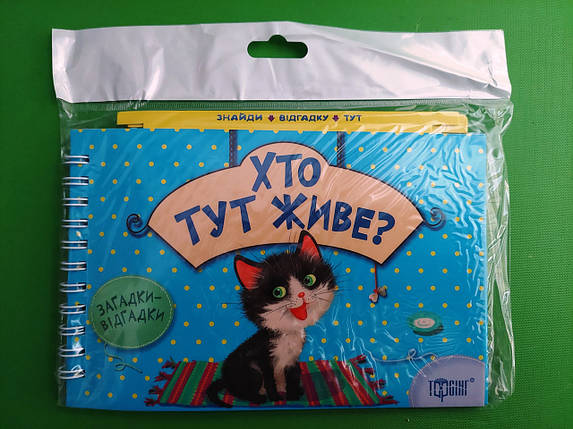 ЗНАЙДИ ВІДГАДКУ ТУТ
ХТО
ТУТ ЖИВЕ?
ЗАГАДКИ-
ВІДГАДКИ
ТОРСІНГ